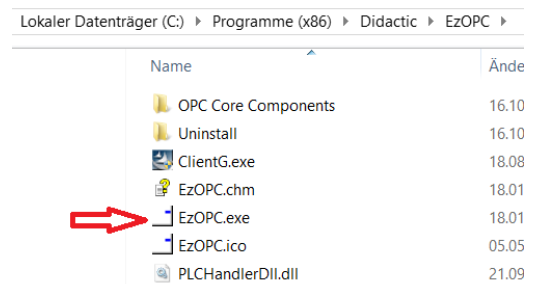 Lokaler Datenträger (C:) Programme (x86) Didactic EzOPC
Name Ände
OPC Core Components 16.10
Uninstall 16.10
ClientG.exe 18.08
EzOPC.chm 18.01
EzOPC.exe 18.01
EzOPC.ico 05.05
PLCHandlerDll.dll 21.09